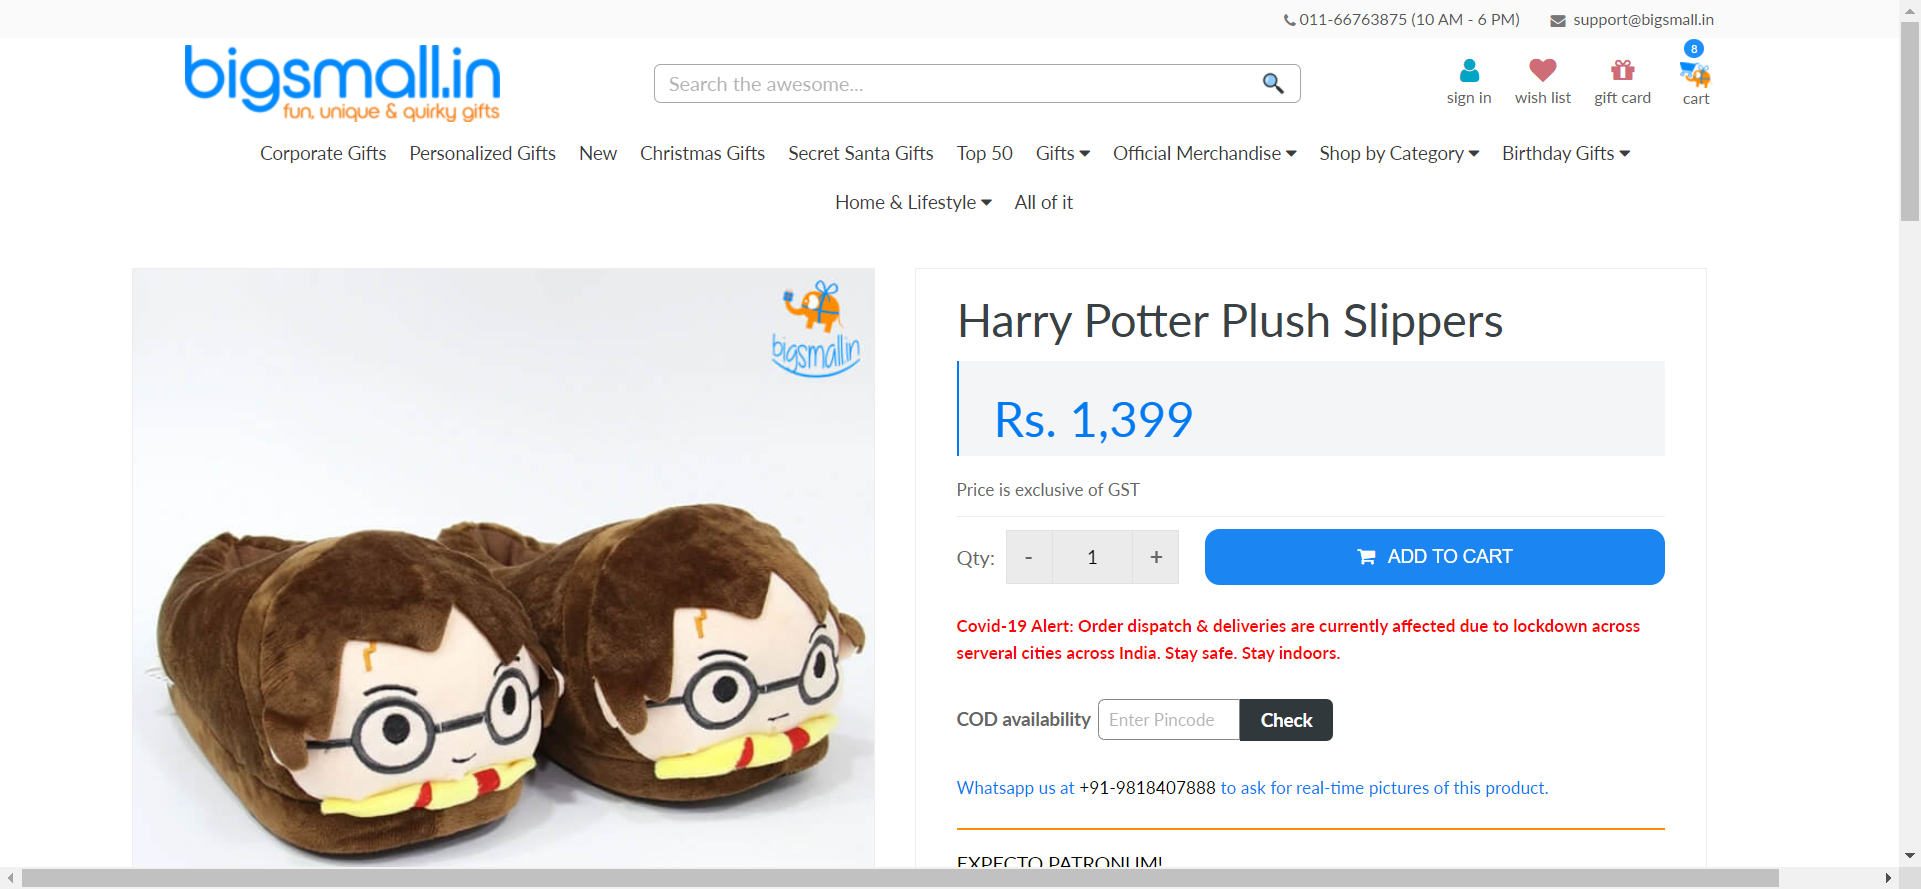 011-66763875 (10 AM - 6 PM) support@bigsmall.in
bigsmall.in
fun, unique & quirky gifts
Search the awesome...
8
sign in wish list gift card cart
Corporate Gifts Personalized Gifts New Christmas Gifts Secret Santa Gifts Top 50 Gifts Official Merchandise Shop by Category Birthday Gifts
Home & Lifestyle All of it
bigsmall.in
Harry Potter Plush Slippers
Rs. 1,399
Price is exclusive of GST
Qty: - 1 + ADD TO CART
Covid-19 Alert: Order dispatch & deliveries are currently affected due to lockdown across
serveral cities across India. Stay safe. Stay indoors.
COD availability Enter Pincode Check
Whatsapp us at +91-9818407888 to ask for real-time pictures of this product.
EXPECTO PATRONUM!